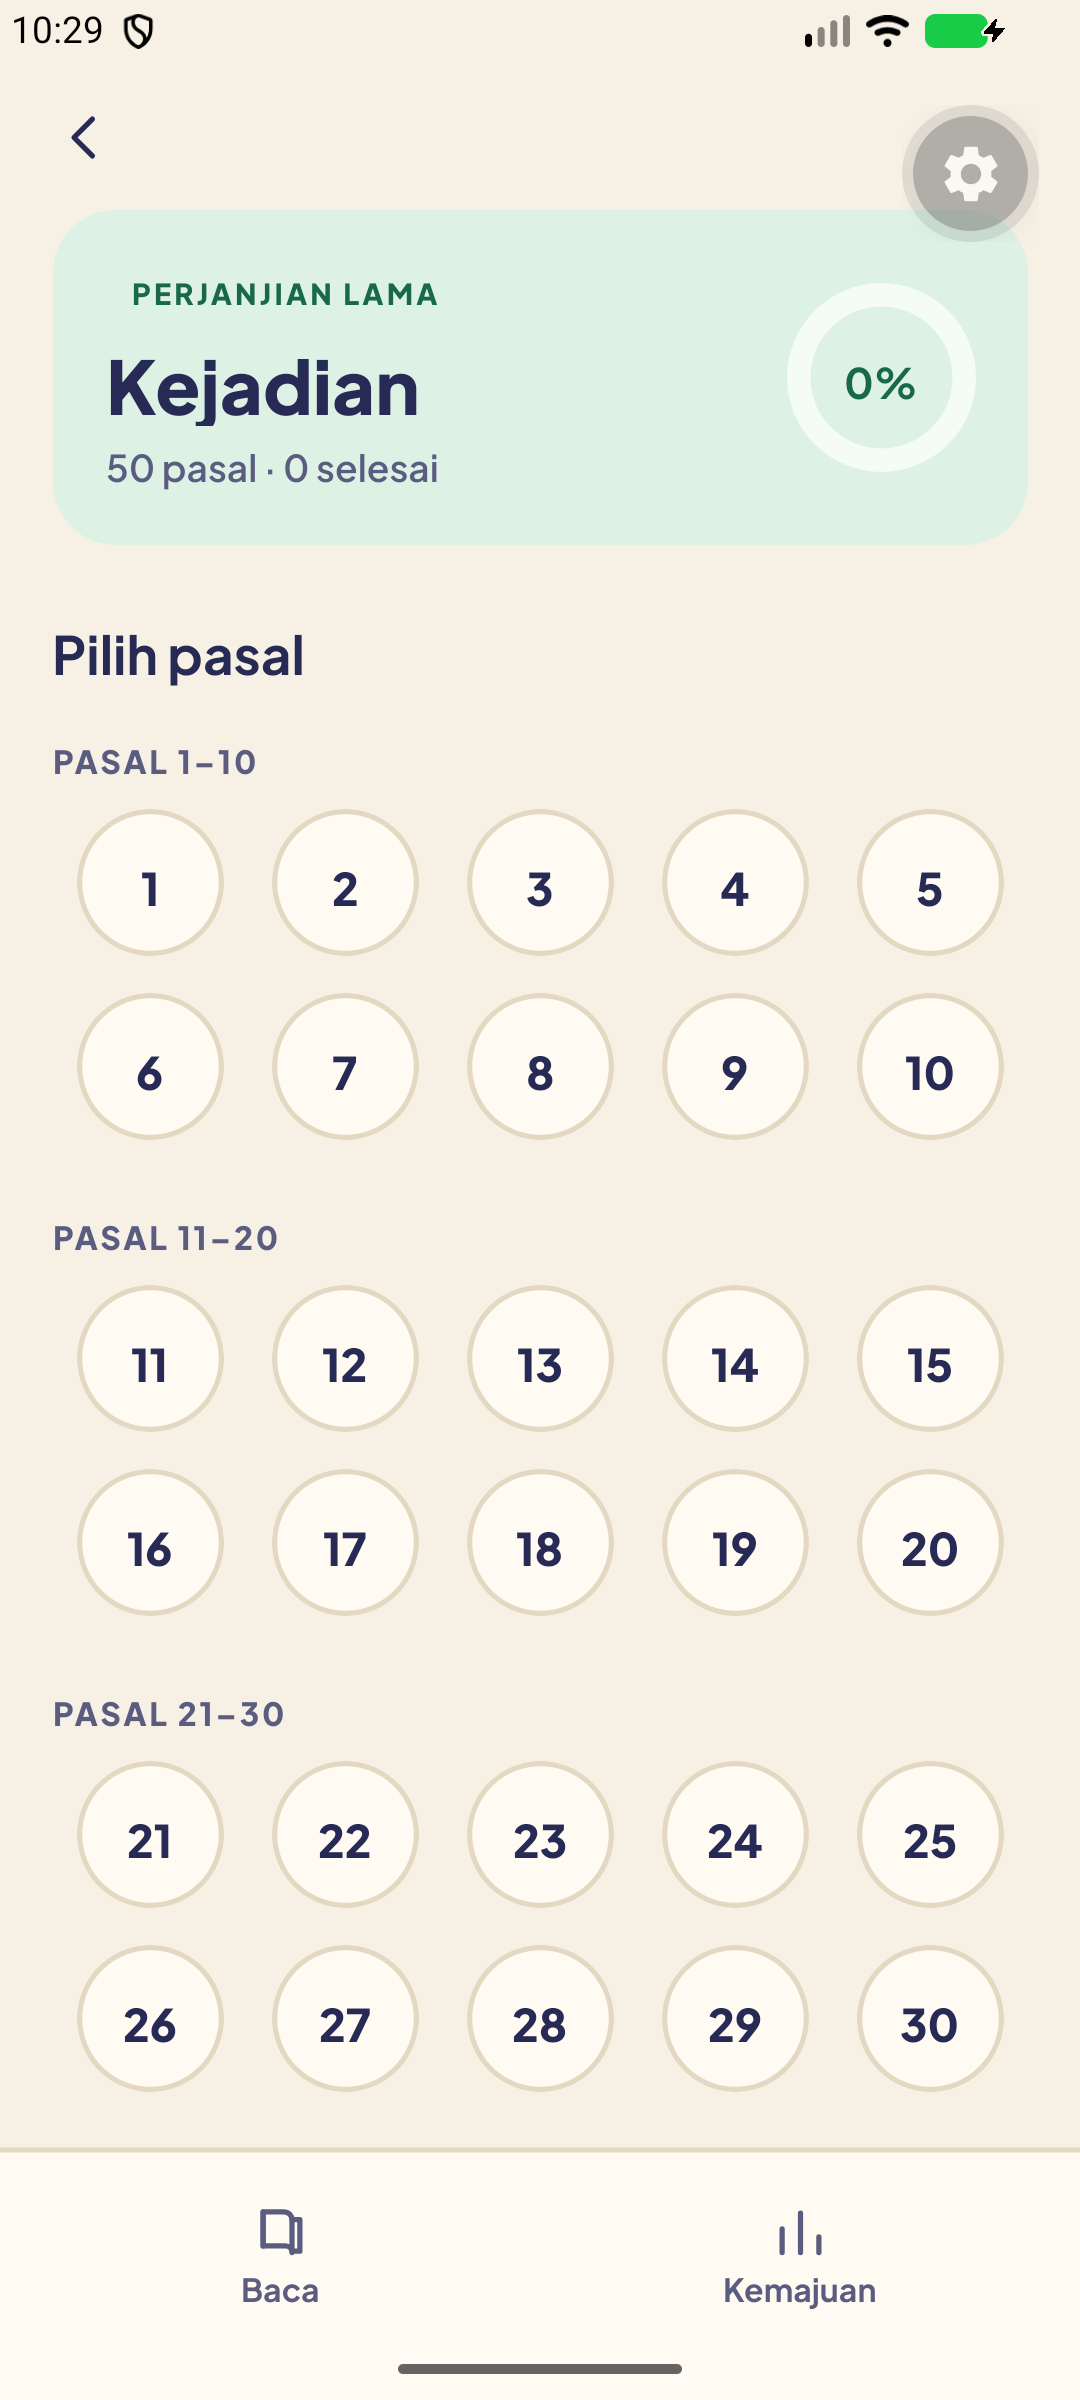 10:29
PERJANJIAN LAMA
Kejadian
50 pasal · 0 selesai
0%
Pilih pasal
PASAL 1–10
1 2 3 4 5
6 7 8 9 10
PASAL 11–20
11 12 13 14 15
16 17 18 19 20
PASAL 21–30
21 22 23 24 25
26 27 28 29 30
Baca Kemajuan